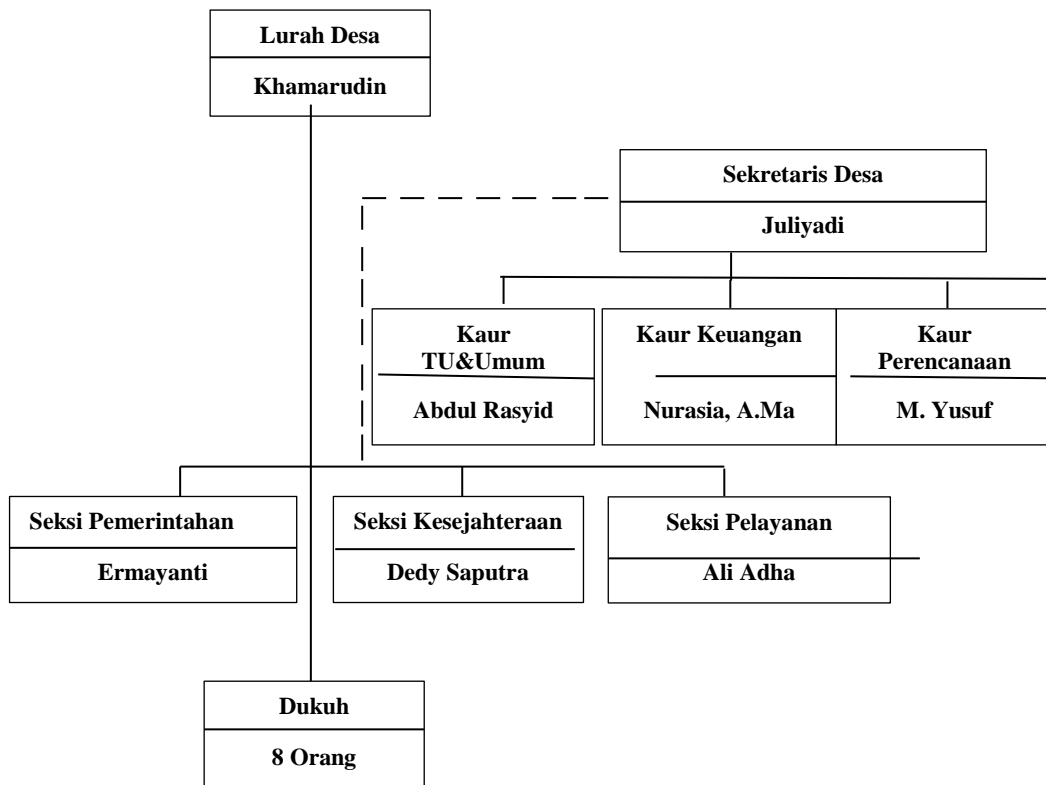 Lurah Desa
Khamarudin
Sekretaris Desa
Juliyadi
Kaur
TU&Umum
Abdul Rasyid
Kaur Keuangan
Nurasia, A.Ma
Kaur
Perencanaan
M. Yusuf
Seksi Pemerintahan
Ermayanti
Seksi Kesejahteraan
Dedy Saputra
Seksi Pelayanan
Ali Adha
Dukuh
8 Orang